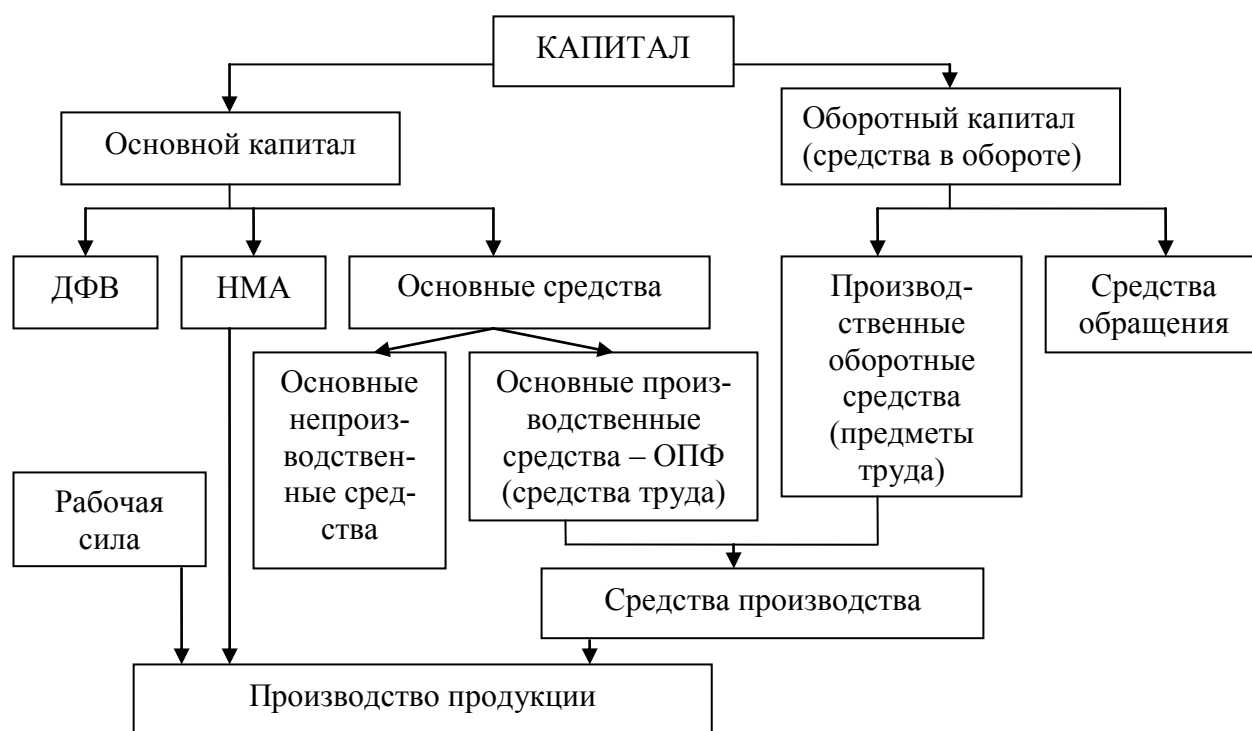 КАПИТАЛ
Основной капитал
Оборотный капитал
(средства в обороте)
ДФВ
НМА
Основные средства
Производ-
ственные
оборотные
средства
(предметы
труда)
Средства
обращения
Основные
непроиз-
водствен-
ные сред-
ства
Основные произ-
водственные
средства – ОПФ
(средства труда)
Рабочая
сила
Средства производства
Производство продукции